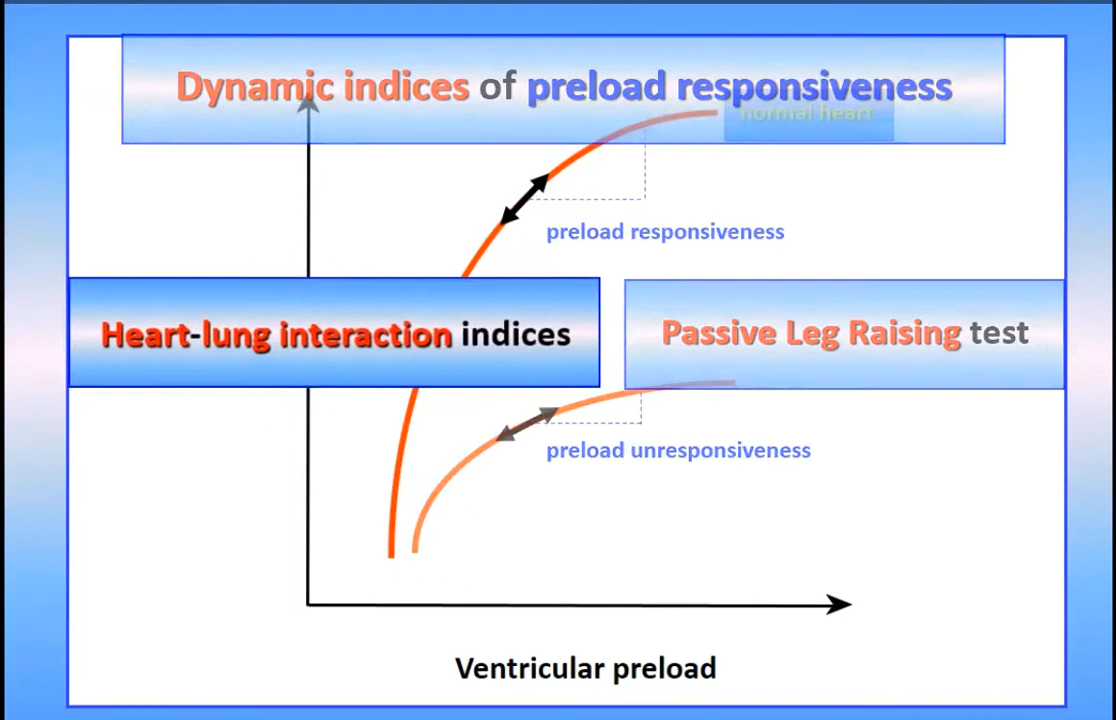 Dynamic indices of preload responsiveness
normal heart
preload responsiveness
Heart-lung interaction indices
Passive Leg Raising test
preload unresponsiveness
Ventricular preload